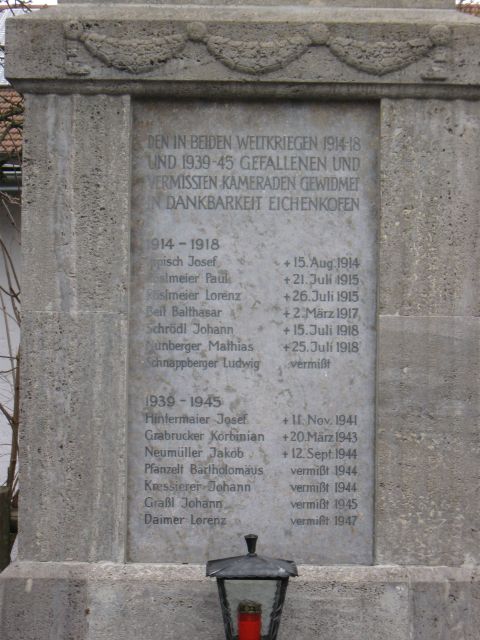 DEN IN BEIDEN WELTKRIEGEN 1914-18
UND 1939-45 GEFALLENEN UND
VERMISSTEN KAMERADEN GEWIDMET
IN DANKBARKEIT EICHENKOFEN
1914 - 1918
Josef + 15. Aug. 1914
Paul + 21. Juli 1915
Röslmeier Lorenz + 26. Juli 1915
Beil Balthasar + 2. März 1917
Schrödl Johann + 15. Juli 1918
Nünberger Mathias + 25. Juli 1918
Schnappberger Ludwig vermißt
1939 - 1945
Hintermaier Josef + 11. Nov. 1941
Grabrucker Korbinian + 20. März 1943
Neumüller Jakob + 12. Sept. 1944
Pfanzelt Bartholomäus vermißt 1944
Kressierer Johann vermißt 1944
Graßl Johann vermißt 1945
Daimer Lorenz vermißt 1947